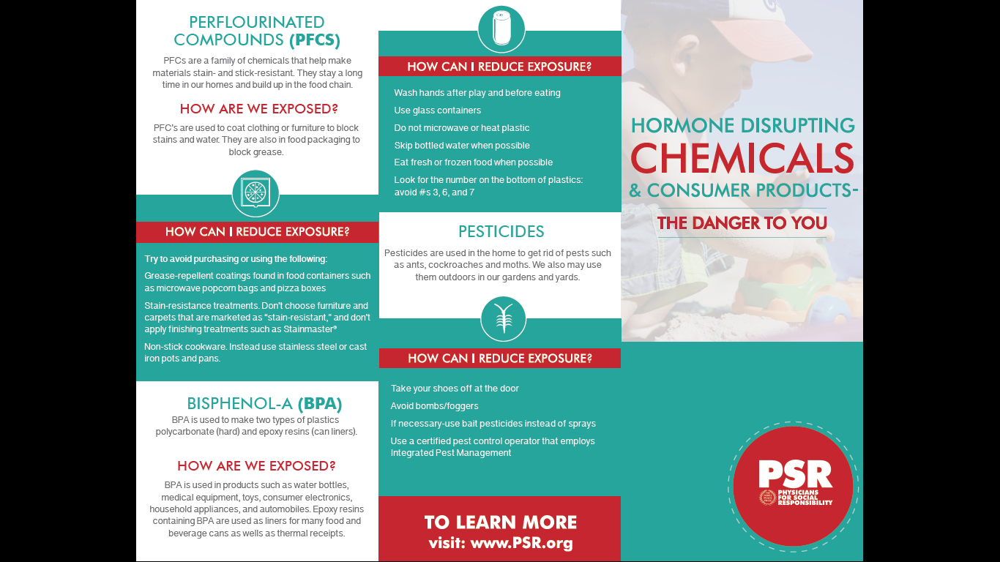 PERFLOURINATED
COMPOUNDS (PFCS)
PFCs are a family of chemicals that help make
materials stain- and stick-resistant. They stay a long
time in our homes and build up in the food chain.
HOW ARE WE EXPOSED?
PFC's are used to coat clothing or furniture to block
stains and water. They are also in food packaging to
block grease.
HOW CAN I REDUCE EXPOSURE?
Try to avoid purchasing or using the following:
Grease-repellent coatings found in food containers such
as microwave popcorn bags and pizza boxes
Stain-resistance treatments. Don't choose furniture and
carpets that are marketed as "stain-resistant," and don't
apply finishing treatments such as Stainmaster®
Non-stick cookware. Instead use stainless steel or cast
iron pots and pans.
BISPHENOL-A (BPA)
BPA is used to make two types of plastics
polycarbonate (hard) and epoxy resins (can liners).
HOW ARE WE EXPOSED?
BPA is used in products such as water bottles,
medical equipment, toys, consumer electronics,
household appliances, and automobiles. Epoxy resins
containing BPA are used as liners for many food and
beverage cans as wells as thermal receipts.
HOW CAN I REDUCE EXPOSURE?
Wash hands after play and before eating
Use glass containers
Do not microwave or heat plastic
Skip bottled water when possible
Eat fresh or frozen food when possible
Look for the number on the bottom of plastics:
avoid #s 3, 6, and 7
PESTICIDES
Pesticides are used in the home to get rid of pests such
as ants, cockroaches and moths. We also may use
them outdoors in our gardens and yards.
HOW CAN I REDUCE EXPOSURE?
Take your shoes off at the door
Avoid bombs/foggers
If necessary-use bait pesticides instead of sprays
Use a certified pest control operator that employs
Integrated Pest Management
TO LEARN MORE
visit: www.PSR.org
HORMONE DISRUPTING
CHEMICALS
& CONSUMER PRODUCTS-
THE DANGER TO YOU
PSR
PHYSICIANS
FOR SOCIAL
RESPONSIBILITY